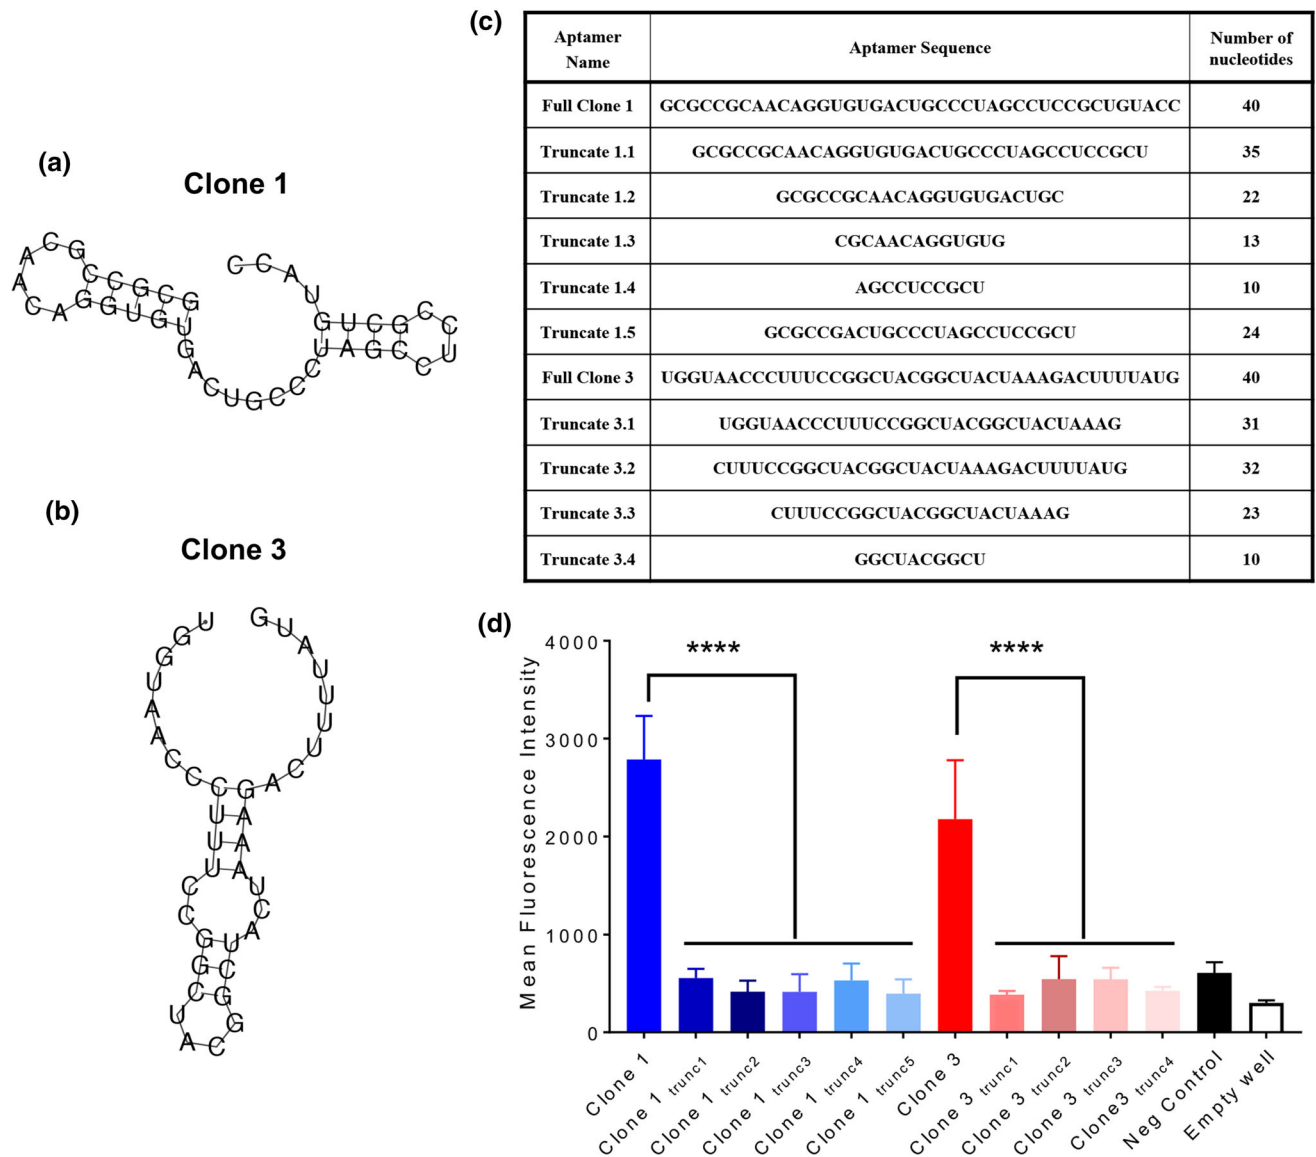 (a)
Clone 1
GCGCCGCAACAGGUGUGACUGCCCUAGCCUCCGCUGUACC
(b)
Clone 3
UGGUAACCCUUUCCGGCUACGGCUACUAAAGACUUUUAUG
(c)
Aptamer Name Aptamer Sequence Number of nucleotides
Full Clone 1 GCGCCGCAACAGGUGUGACUGCCCUAGCCUCCGCUGUACC 40
Truncate 1.1 GCGCCGCAACAGGUGUGACUGCCCUAGCCUCCGCU 35
Truncate 1.2 GCGCCGCAACAGGUGUGACUGC 22
Truncate 1.3 CGCAACAGGUGUG 13
Truncate 1.4 AGCCUCCGCU 10
Truncate 1.5 GCGCCGACUGCCCUAGCCUCCGCU 24
Full Clone 3 UGGUAACCCUUUCCGGCUACGGCUACUAAAGACUUUUAUG 40
Truncate 3.1 UGGUAACCCUUUCCGGCUACGGCUACUAAAG 31
Truncate 3.2 CUUUCCGGCUACGGCUACUAAAGACUUUUAUG 32
Truncate 3.3 CUUUCCGGCUACGGCUACUAAAG 23
Truncate 3.4 GGCUACGGCU 10
(d)
Mean Fluorescence Intensity
4000
3000
2000
1000
0
****
****
Clone 1
Clone 1 trunc1
Clone 1 trunc2
Clone 1 trunc3
Clone 1 trunc4
Clone 1 trunc5
Clone 3
Clone 3 trunc1
Clone 3 trunc2
Clone 3 trunc3
Clone3 trunc4
Neg Control
Empty well